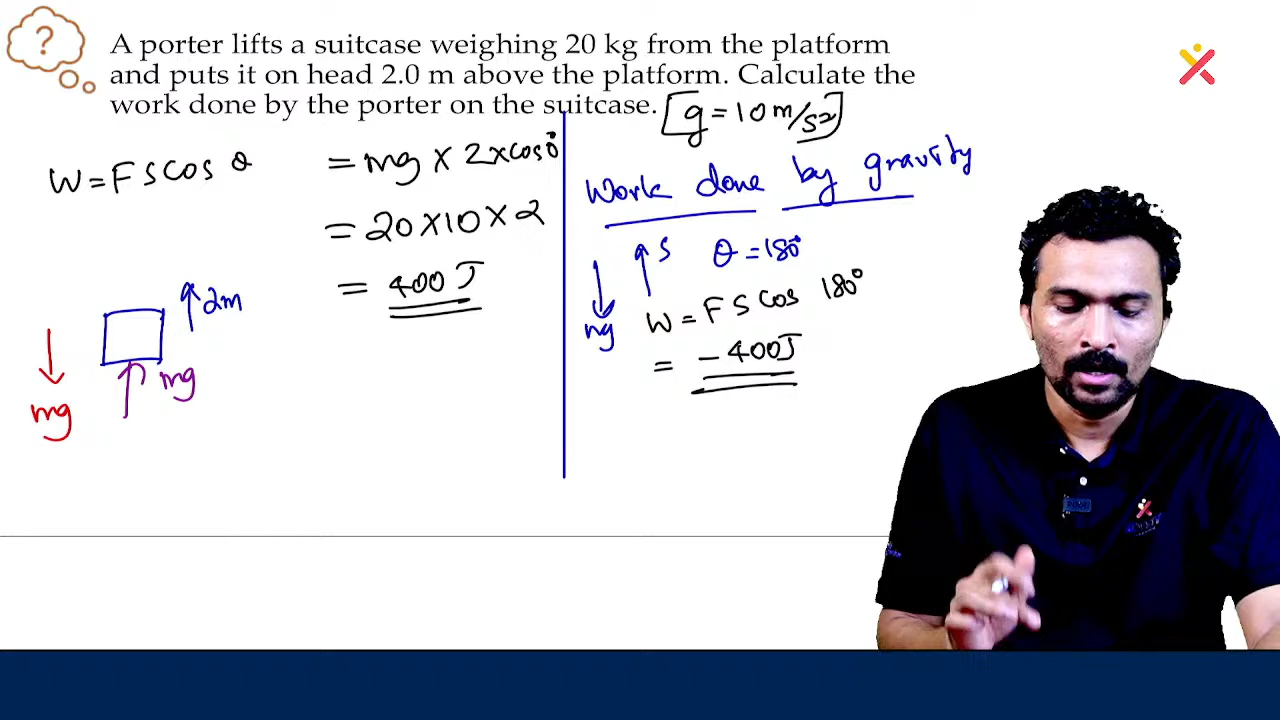 ?
A porter lifts a suitcase weighing 20 kg from the platform
and puts it on head 2.0 m above the platform. Calculate the
work done by the porter on the suitcase.
[g = 10 m/s2]
W = F S cos θ
= mg × 2 × cos 0°
= 20 × 10 × 2
= 400 J
2m
mg
mg
Work done by gravity
S
θ = 180°
mg
W = F S cos 180°
= - 400J